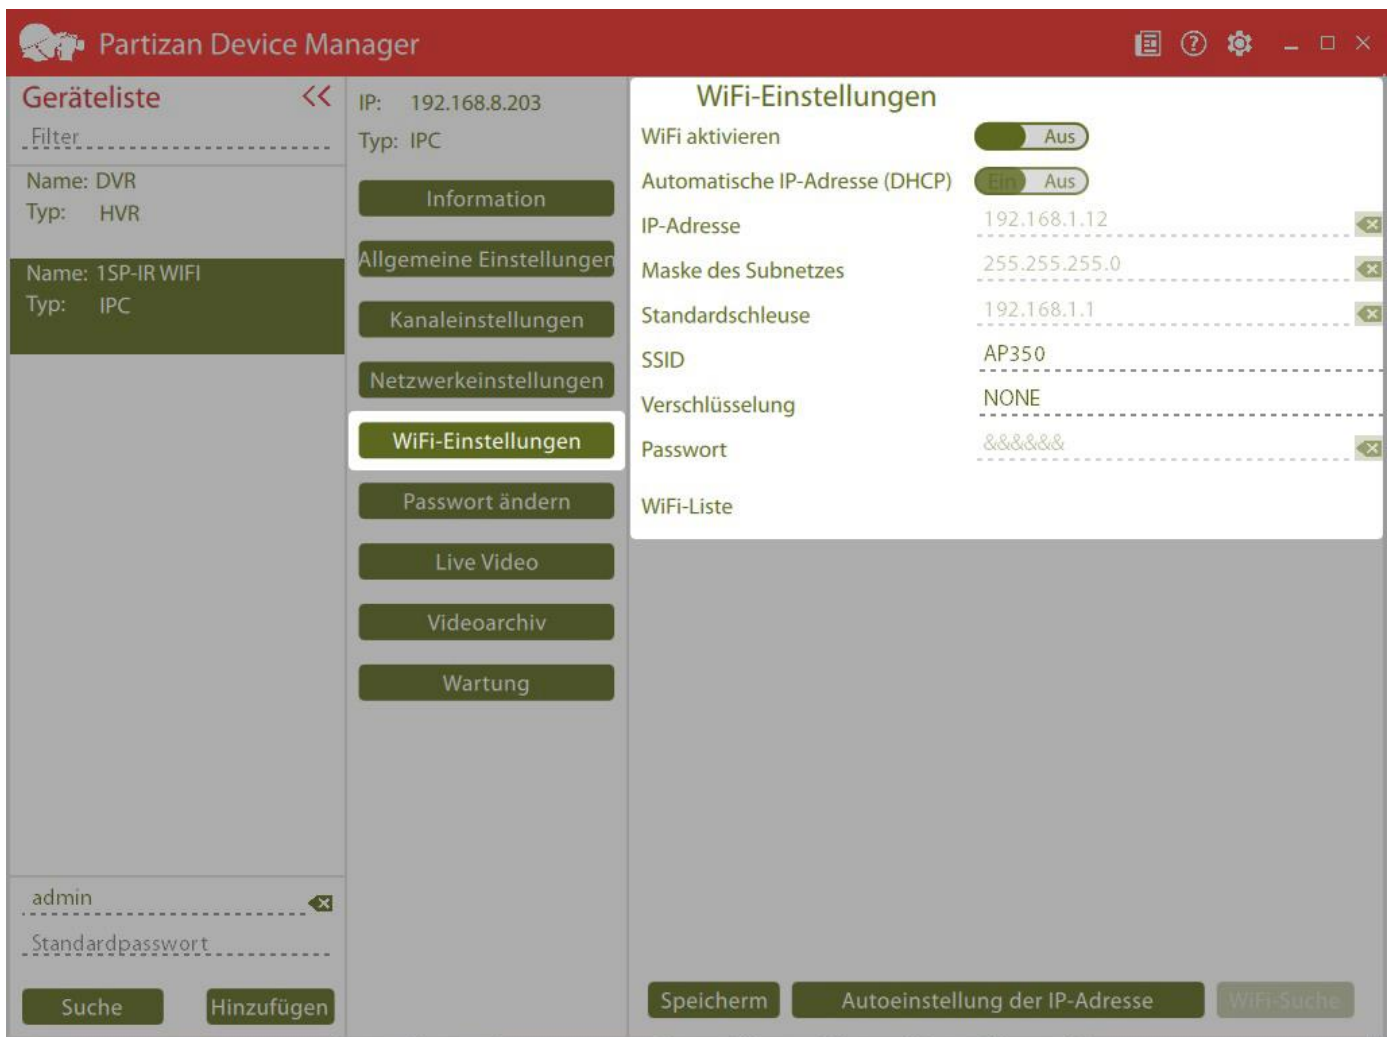 Partizan Device Manager
Geräteliste <<
Filter
Name: DVR
Typ: HVR
Name: 1SP-IR WIFI
Typ: IPC
admin
Standardpasswort
Suche
Hinzufügen
IP: 192.168.8.203
Typ: IPC
Information
Allgemeine Einstellungen
Kanaleinstellungen
Netzwerkeinstellungen
WiFi-Einstellungen
Passwort ändern
Live Video
Videoarchiv
Wartung
WiFi-Einstellungen
WiFi aktivieren Aus
Automatische IP-Adresse (DHCP) Ein Aus
IP-Adresse 192.168.1.12
Maske des Subnetzes 255.255.255.0
Standardschleuse 192.168.1.1
SSID AP350
Verschlüsselung NONE
Passwort &&&&&&
WiFi-Liste
Speicherm
Autoeinstellung der IP-Adresse
WiFi-Suche